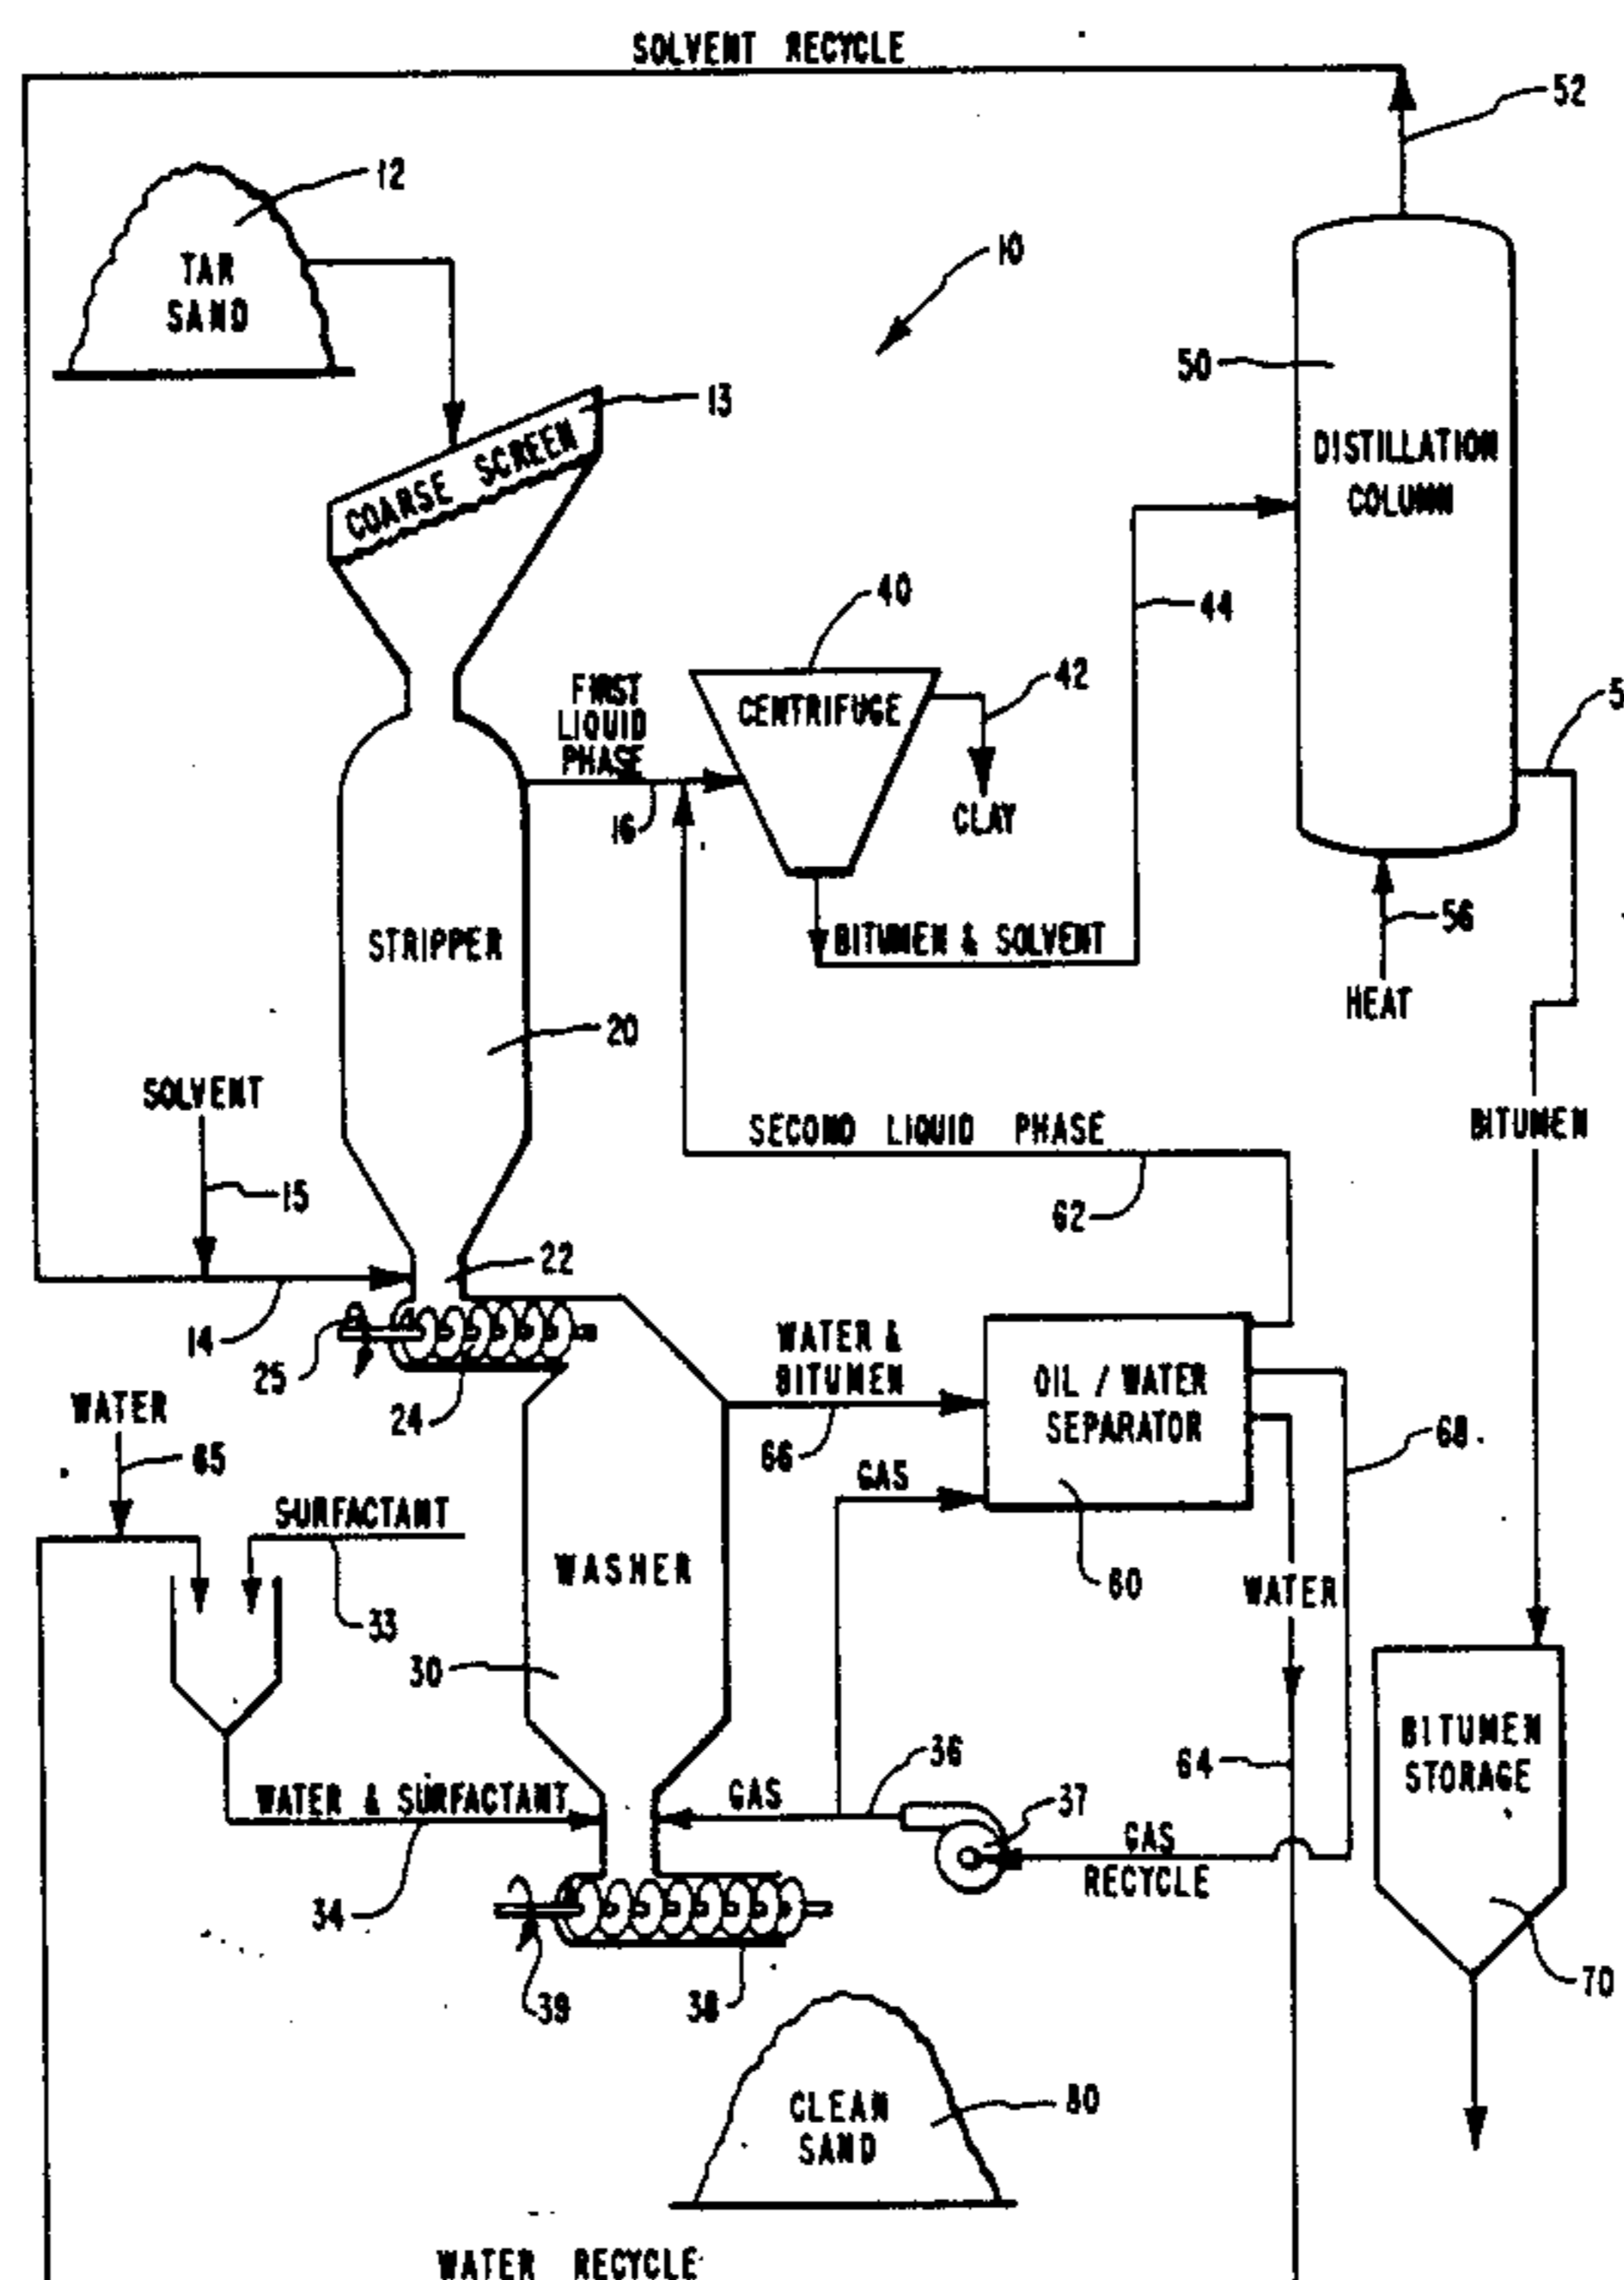 SOLVENT RECYCLE
52
12
TAR
SAND
10
50
13
COARSE SCREEN
DISTILLATION
COLUMN
40
44
42
FIRST
LIQUID
PHASE
CENTRIFUGE
16
CLAY
STRIPPER
BITUMEN & SOLVENT
56
HEAT
20
SOLVENT
SECOND LIQUID PHASE
BITUMEN
15
62
22
14
25
WATER &
BITUMEN
OIL / WATER
SEPARATOR
WATER
24
66
68
65
GAS
SURFACTANT
WASHER
60
WATER
33
30
BITUMEN
STORAGE
36
64
WATER & SURFACTANT
GAS
37
GAS
RECYCLE
34
70
39
38
80
CLEAN
SAND
WATER RECYCLE